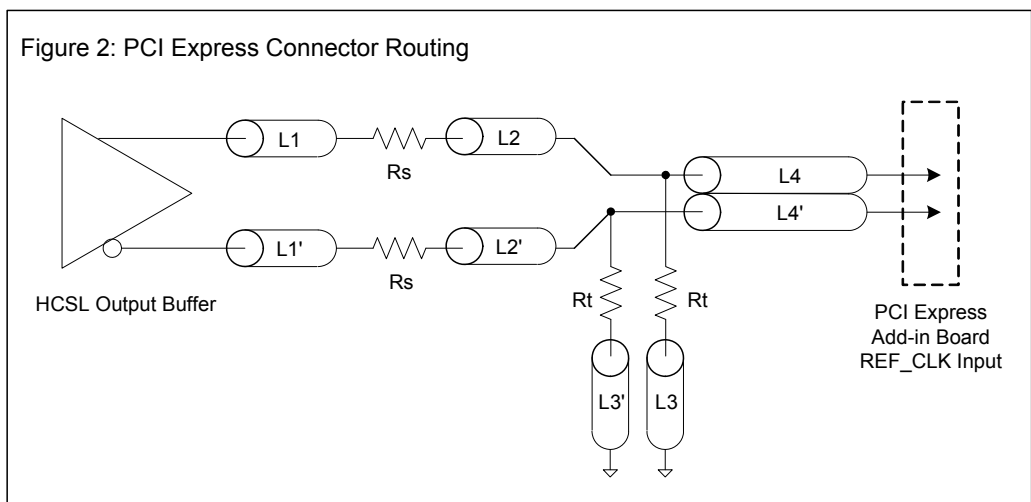 Figure 2: PCI Express Connector Routing
L1
Rs
L2
L4
L4'
L1'
Rs
L2'
HCSL Output Buffer
Rt
Rt
L3'
L3
PCI Express
Add-in Board
REF_CLK Input